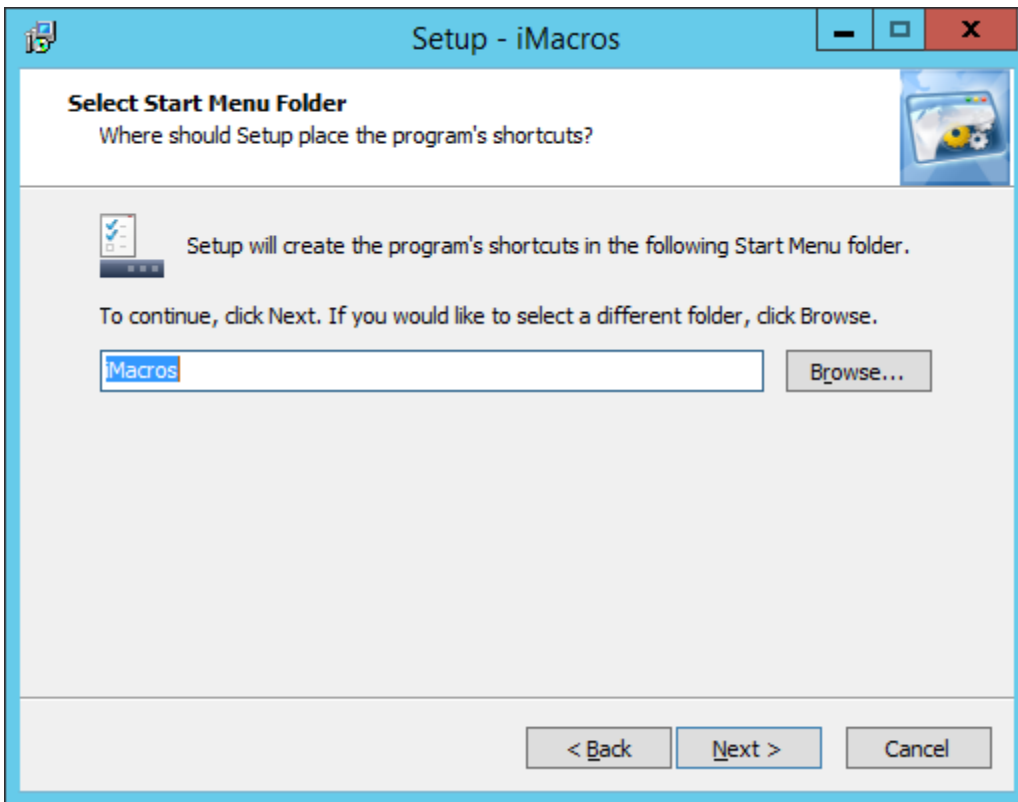 Setup - iMacros
Select Start Menu Folder
Where should Setup place the program's shortcuts?
Setup will create the program's shortcuts in the following Start Menu folder.
To continue, click Next. If you would like to select a different folder, click Browse.
iMacros
Browse...
< Back
Next >
Cancel